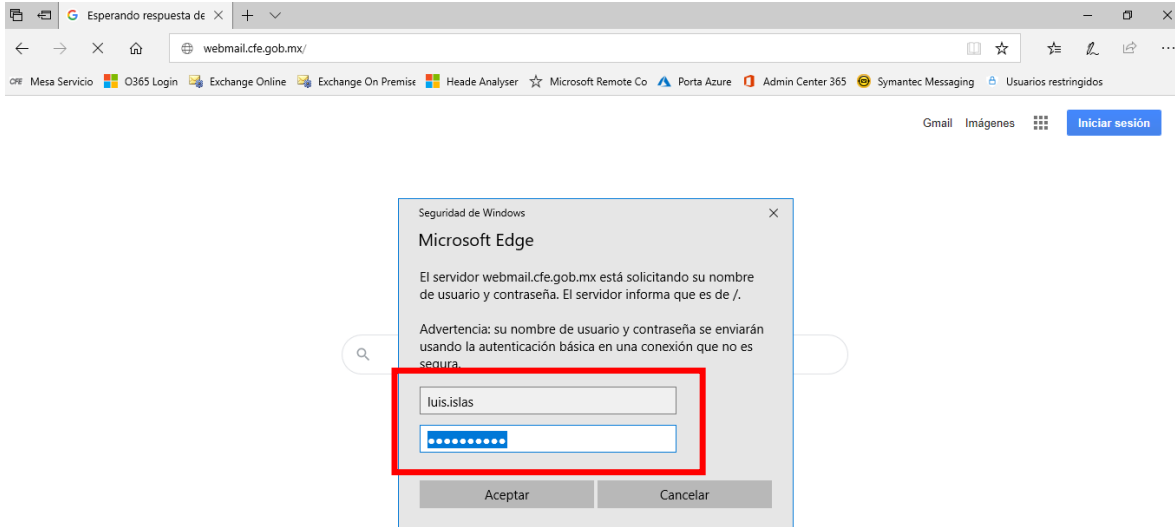 Esperando respuesta de
webmail.cfe.gob.mx/
CFE Mesa Servicio O365 Login Exchange Online Exchange On Premise Heade Analyser Microsoft Remote Co Porta Azure Admin Center 365 Symantec Messaging Usuarios restringidos
Gmail Imágenes Iniciar sesión
Seguridad de Windows
Microsoft Edge
El servidor webmail.cfe.gob.mx está solicitando su nombre
de usuario y contraseña. El servidor informa que es de /.
Advertencia: su nombre de usuario y contraseña se enviarán
usando la autenticación básica en una conexión que no es
segura.
luis.islas
●●●●●●●●●●
Aceptar Cancelar